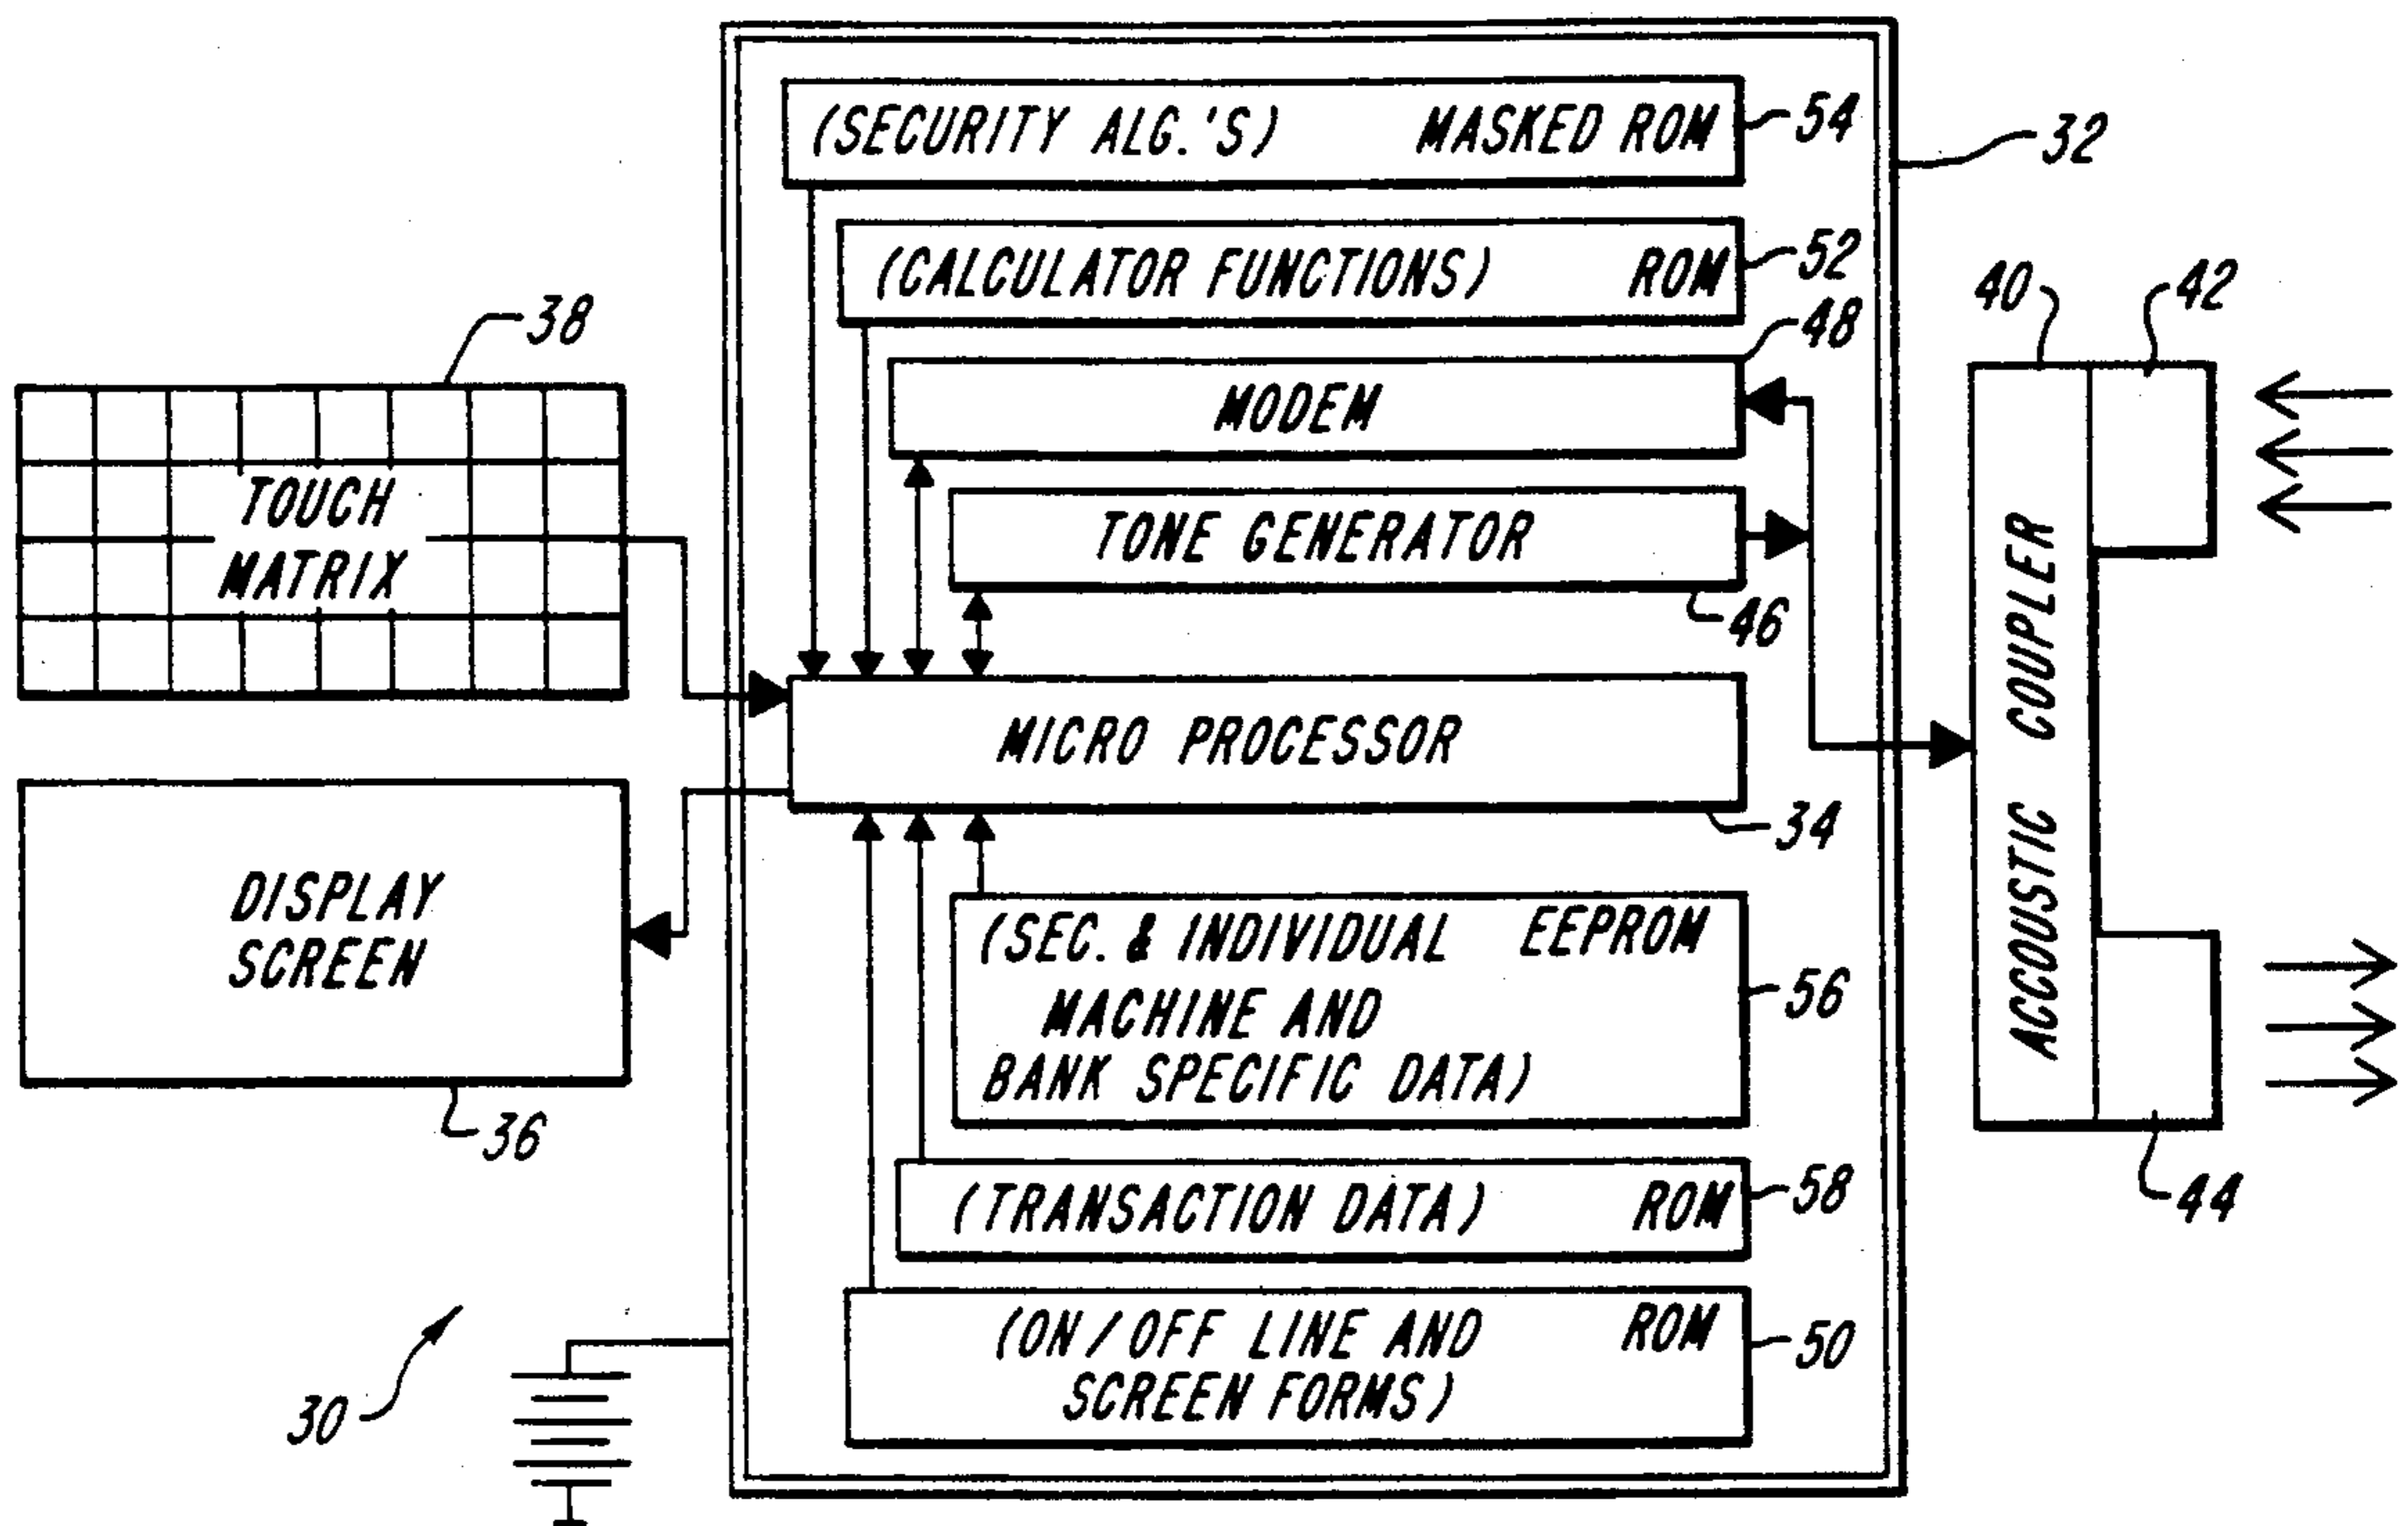 (SECURITY ALG.'S) MASKED ROM 54
32
(CALCULATOR FUNCTIONS) ROM 52
48
MODEM
40 42
38
TOUCH
MATRIX
TONE GENERATOR
46
MICRO PROCESSOR
34
ACCOUSTIC COUPLER
DISPLAY
SCREEN
36
(SEC. & INDIVIDUAL EEPROM
MACHINE AND
BANK SPECIFIC DATA)
56
(TRANSACTION DATA) ROM 58
44
(ON/OFF LINE AND ROM
SCREEN FORMS)
50
30